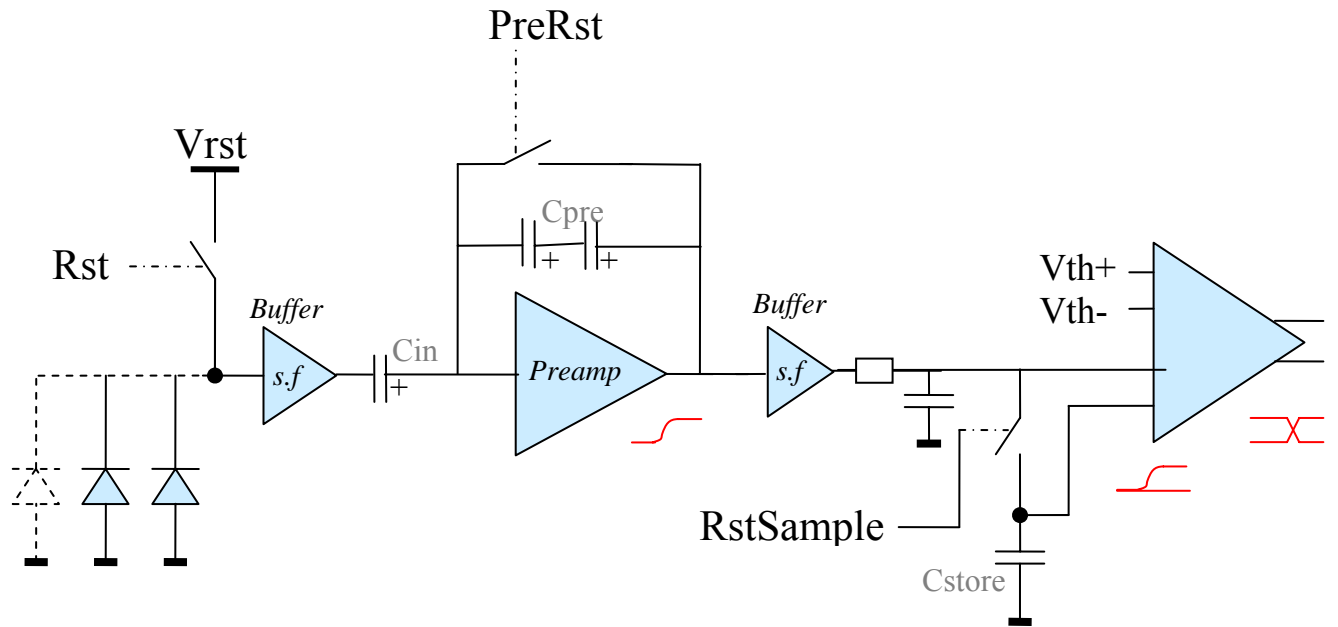 PreRst
Vrst
Cpre
+ +
Rst
Buffer
s.f
Cin
+
Preamp
Buffer
s.f
Vth+
Vth-
RstSample
Cstore